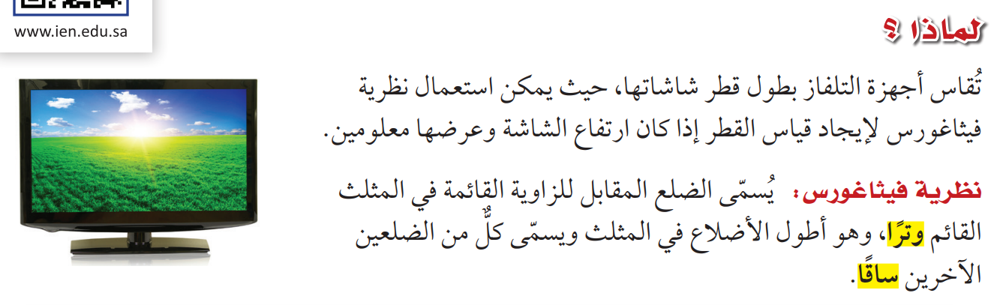 www.ien.edu.sa
لماذا ؟
تُقاس أجهزة التلفاز بطول قطر شاشاتها، حيث يمكن استعمال نظرية
فيثاغورس لإيجاد قياس القطر إذا كان ارتفاع الشاشة وعرضها معلومين.
نظرية فيثاغورس: يُسمّى الضلع المقابل للزاوية القائمة في المثلث
القائم وترًا، وهو أطول الأضلاع في المثلث ويسمّى كلٌّ من الضلعين
الآخرين ساقًا.